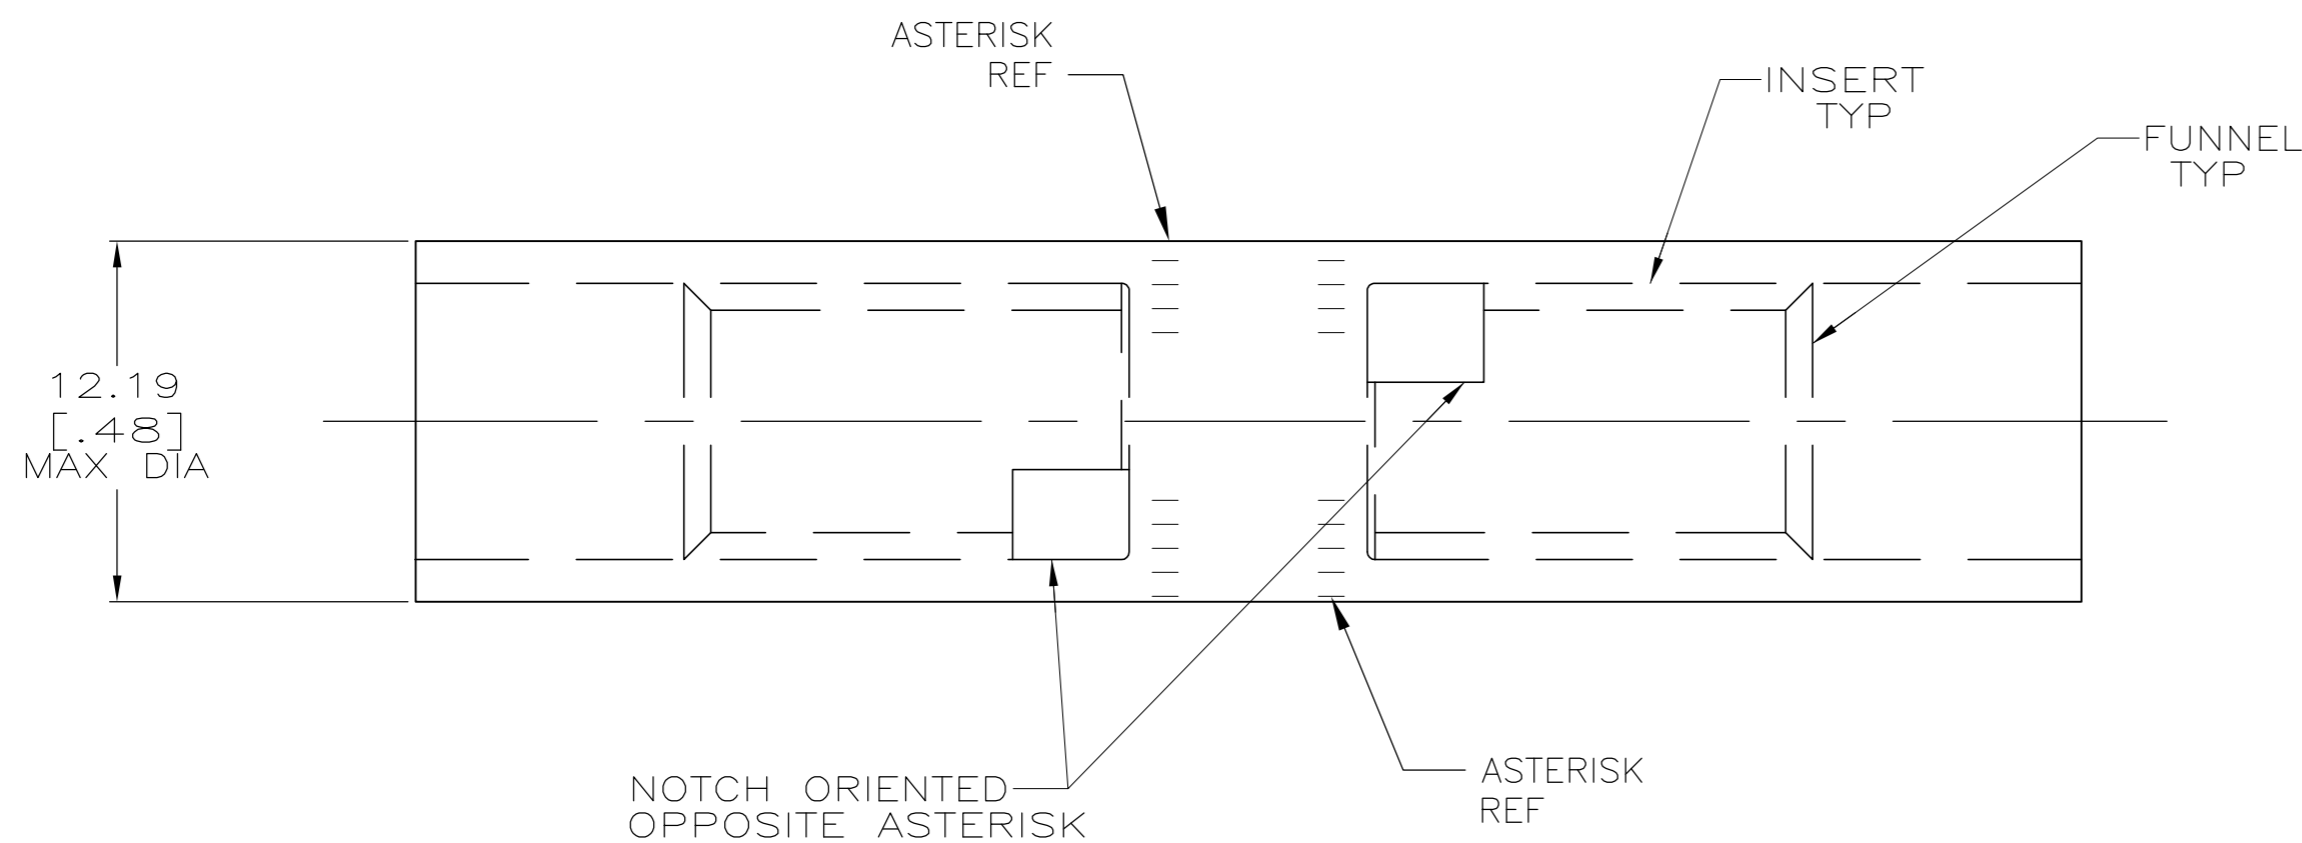 ASTERISK
REF
INSERT
TYP
FUNNEL
TYP
12.19
[.48]
MAX DIA
NOTCH ORIENTED
OPPOSITE ASTERISK
ASTERISK
REF